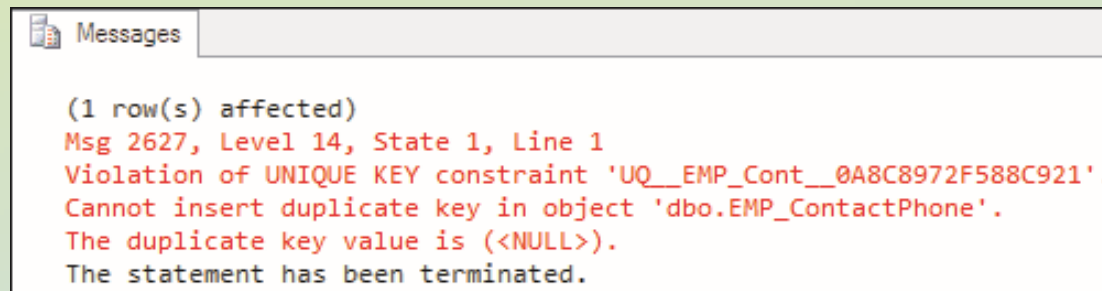 Messages
(1 row(s) affected)
Msg 2627, Level 14, State 1, Line 1
Violation of UNIQUE KEY constraint 'UQ__EMP_Cont__0A8C8972F588C921'
Cannot insert duplicate key in object 'dbo.EMP_ContactPhone'.
The duplicate key value is (<NULL>).
The statement has been terminated.